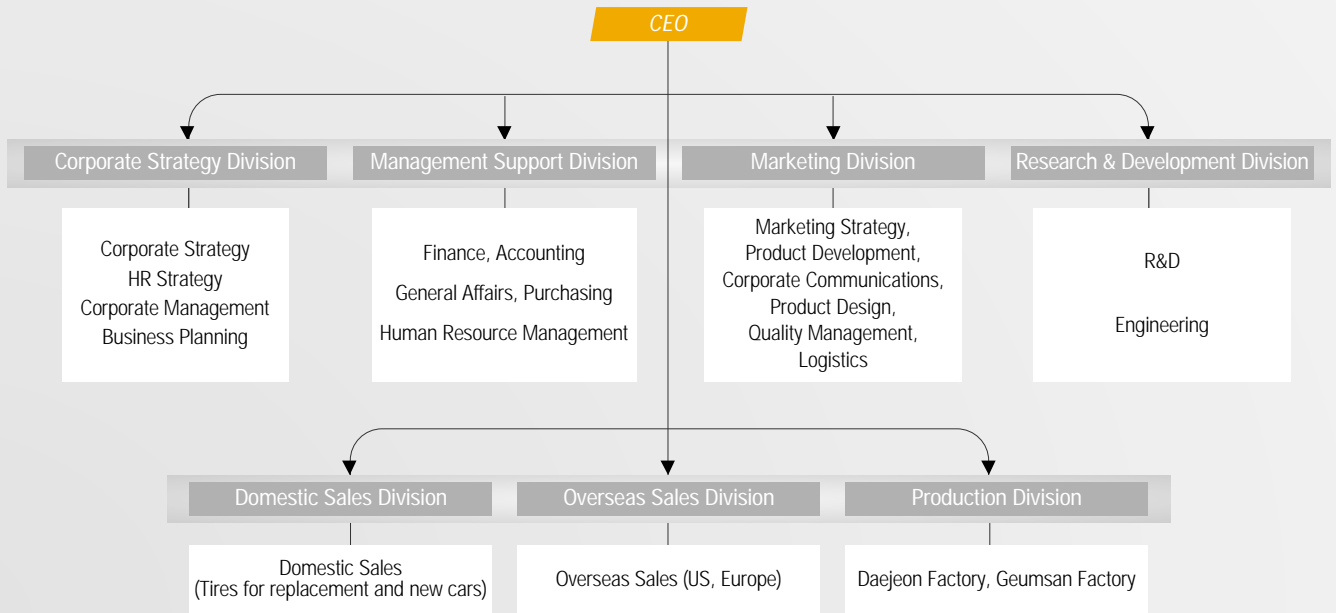 CEO
Corporate Strategy Division
Management Support Division
Marketing Division
Research & Development Division
Corporate Strategy
HR Strategy
Corporate Management
Business Planning
Finance, Accounting
General Affairs, Purchasing
Human Resource Management
Marketing Strategy,
Product Development,
Corporate Communications,
Product Design,
Quality Management,
Logistics
R&D
Engineering
Domestic Sales Division
Overseas Sales Division
Production Division
Domestic Sales
(Tires for replacement and new cars)
Overseas Sales (US, Europe)
Daejeon Factory, Geumsan Factory